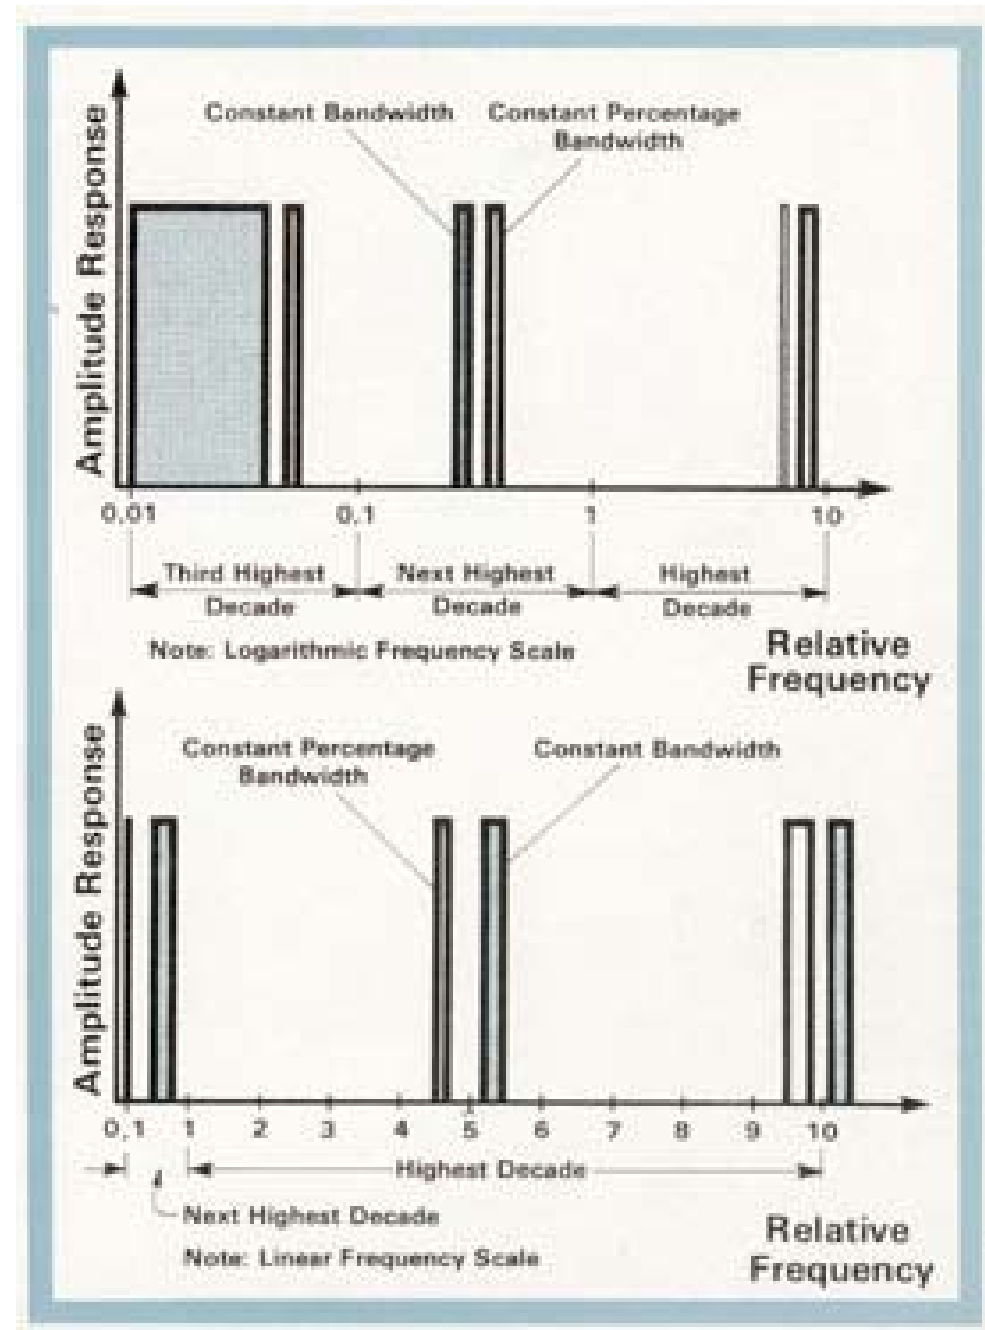 Amplitude Response
Constant Bandwidth
Constant Percentage
Bandwidth
0.01
0.1
1
10
Third Highest
Decade
Next Highest
Decade
Highest
Decade
Note: Logarithmic Frequency Scale
Relative
Frequency
Amplitude Response
Constant Percentage
Bandwidth
Constant Bandwidth
0,1 1 2 3 4 5 6 7 8 9 10
Highest Decade
Next Highest Decade
Note: Linear Frequency Scale
Relative
Frequency